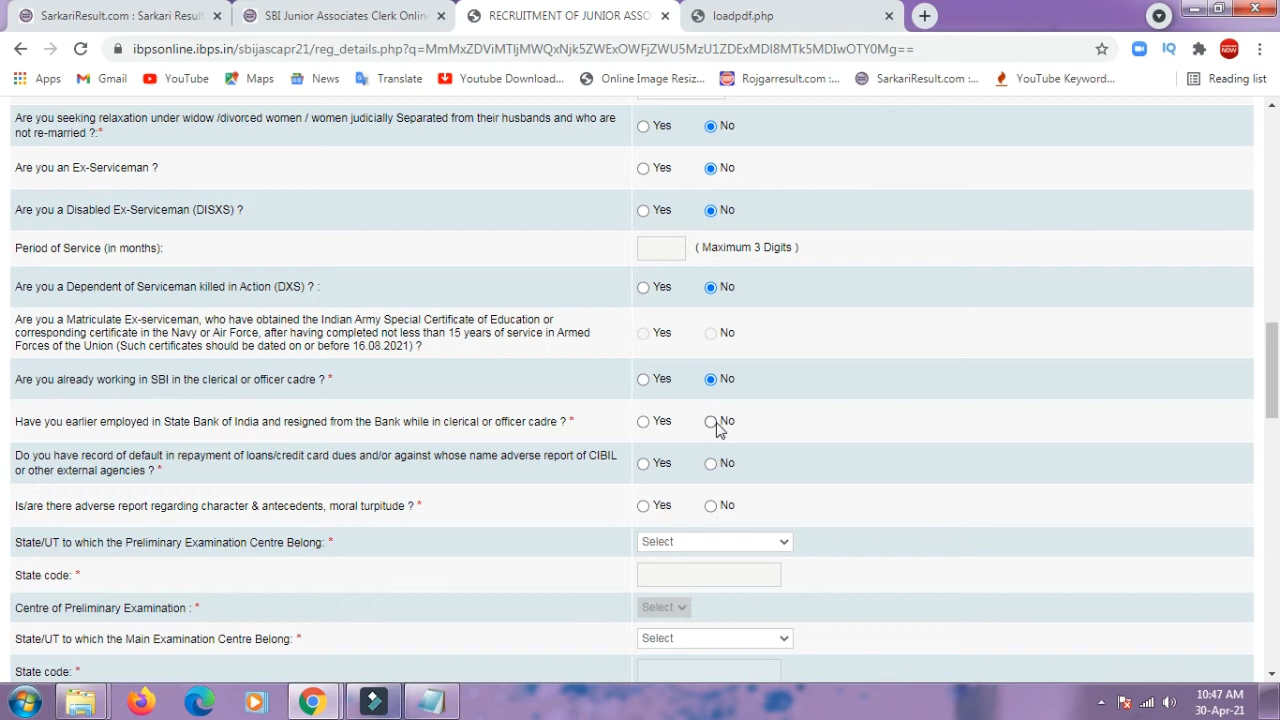 SarkariResult.com : Sarkari Result
SBI Junior Associates Clerk Online
RECRUITMENT OF JUNIOR ASSO
loadpdf.php
ibpsonline.ibps.in/sbijascapr21/reg_details.php?q=MnMxZDViMTljMWQxNjk5ZWExOWFjZWU5MzU1ZDExMDI8MTk5MDIwOTY0Mg==
Apps
Gmail
YouTube
Maps
News
Translate
Youtube Download...
Online Image Resiz...
Rojgarresult.com :...
SarkariResult.com :...
YouTube Keyword...
Reading list
Are you seeking relaxation under widow /divorced women / women judicially Separated from their husbands and who are
not re-married ?:*
Yes No
Are you an Ex-Serviceman ?
Yes No
Are you a Disabled Ex-Serviceman (DISXS) ?
Yes No
Period of Service (in months):
( Maximum 3 Digits )
Are you a Dependent of Serviceman killed in Action (DXS) ? :
Yes No
Are you a Matriculate Ex-serviceman, who have obtained the Indian Army Special Certificate of Education or
corresponding certificate in the Navy or Air Force, after having completed not less than 15 years of service in Armed
Forces of the Union (Such certificates should be dated on or before 16.08.2021) ?
Yes No
Are you already working in SBI in the clerical or officer cadre ? *
Yes No
Have you earlier employed in State Bank of India and resigned from the Bank while in clerical or officer cadre ? *
Yes No
Do you have record of default in repayment of loans/credit card dues and/or against whose name adverse report of CIBIL
or other external agencies ? *
Yes No
Is/are there adverse report regarding character & antecedents, moral turpitude ? *
Yes No
State/UT to which the Preliminary Examination Centre Belong: *
Select
State code: *
Centre of Preliminary Examination : *
Select
State/UT to which the Main Examination Centre Belong: *
Select
State code: *
10:47 AM
30-Apr-21